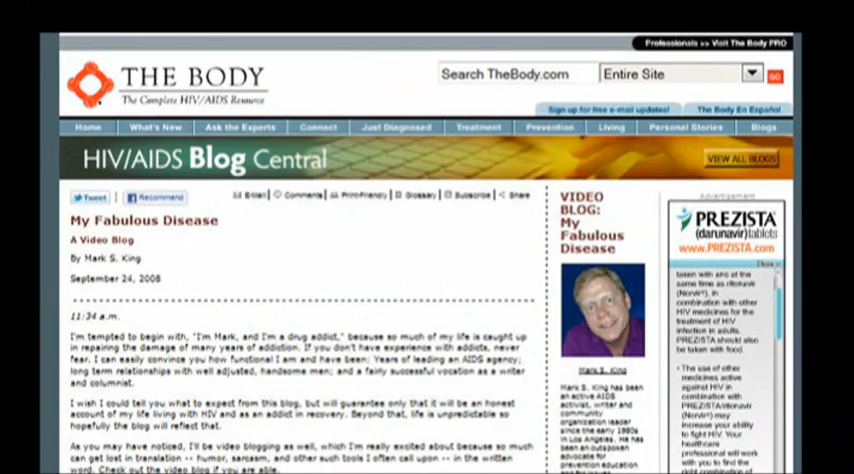 Professionals >> Visit The Body PRO
THE BODY
The Complete HIV/AIDS Resource
Search TheBody.com
Entire Site
GO
Sign up for free e-mail updates!
The Body En Español
Home
What's New
Ask the Experts
Connect
Just Diagnosed
Treatment
Prevention
Living
Personal Stories
Blogs
HIV/AIDS Blog Central
VIEW ALL BLOGS
Tweet
Recommend
E-Mail
Comments
Print-Friendly
Glossary
Subscribe
Share
My Fabulous Disease
A Video Blog
By Mark S. King
September 24, 2008
11:34 a.m.
I'm tempted to begin with, "I'm Mark, and I'm a drug addict," because so much of my life is caught up
in repairing the damage of many years of addiction. If you don't have experience with addicts, never
fear. I can easily convince you how functional I am and have been: Years of leading an AIDS agency;
long term relationships with well adjusted, handsome men; and a fairly successful vocation as a writer
and columnist.
I wish I could tell you what to expect from this blog, but will guarantee only that it will be an honest
account of my life living with HIV and as an addict in recovery. Beyond that, life is unpredictable so
hopefully the blog will reflect that.
As you may have noticed, I'll be video blogging as well, which I'm really excited about because so much
can get lost in translation -- humor, sarcasm, and other such tools I often call upon -- in the written
word. Check out the video blog if you are able.
VIDEO
BLOG:
My
Fabulous
Disease
Mark S. King
Mark S. King has been
an active AIDS
activist, writer and
community
organization leader
since the early 1980s
in Los Angeles. He has
been an outspoken
advocate for
prevention education
Advertisement
PREZISTA
(darunavir) tablets
www.PREZISTA.com
taken with and at the
same time as ritonavir
(Norvir), in
combination with other
HIV medicines for the
treatment of HIV
infection in adults.
PREZISTA should also
be taken with food.
• The use of other
medicines active
against HIV in
combination with
PREZISTA/ritonavir
(Norvir) may
increase your ability
to fight HIV. Your
healthcare
professional will
work with you to find
the right combination of